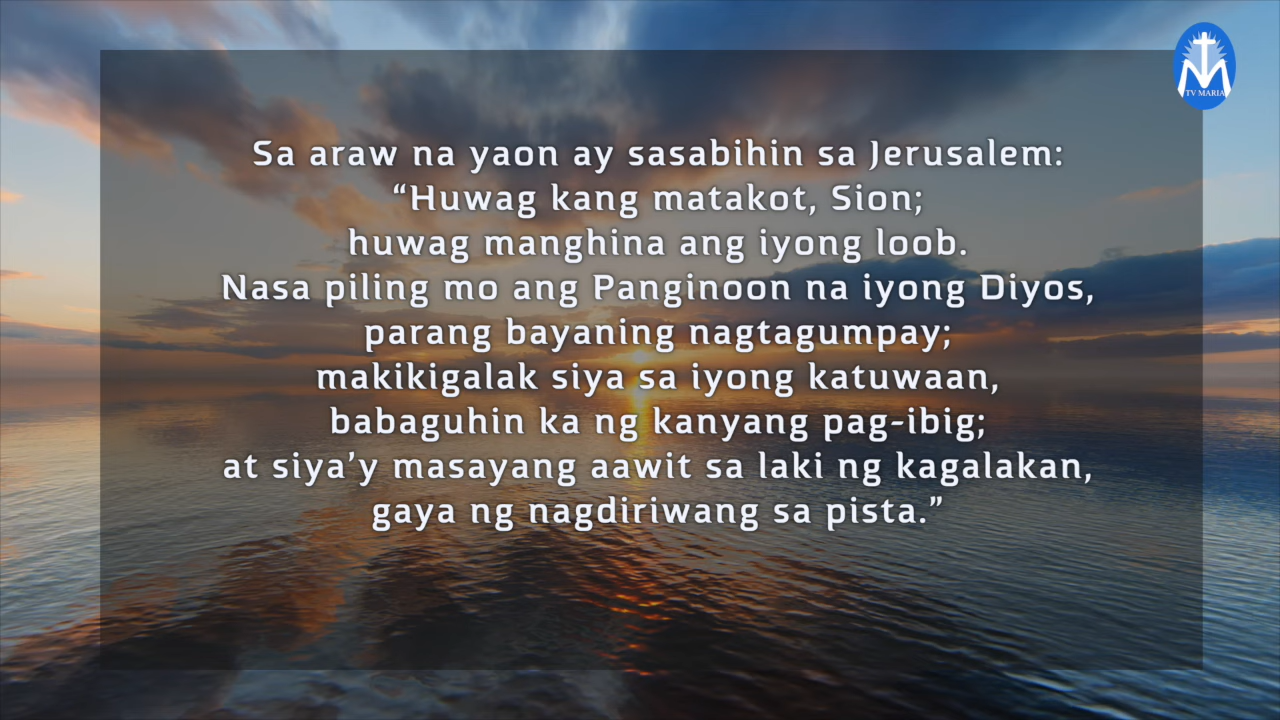 TV MARIA
Sa araw na yaon ay sasabihin sa Jerusalem:
“Huwag kang matakot, Sion;
huwag manghina ang iyong loob.
Nasa piling mo ang Panginoon na iyong Diyos,
parang bayaning nagtagumpay;
makikigalak siya sa iyong katuwaan,
babaguhin ka ng kanyang pag-ibig;
at siya’y masayang aawit sa laki ng kagalakan,
gaya ng nagdiriwang sa pista.”